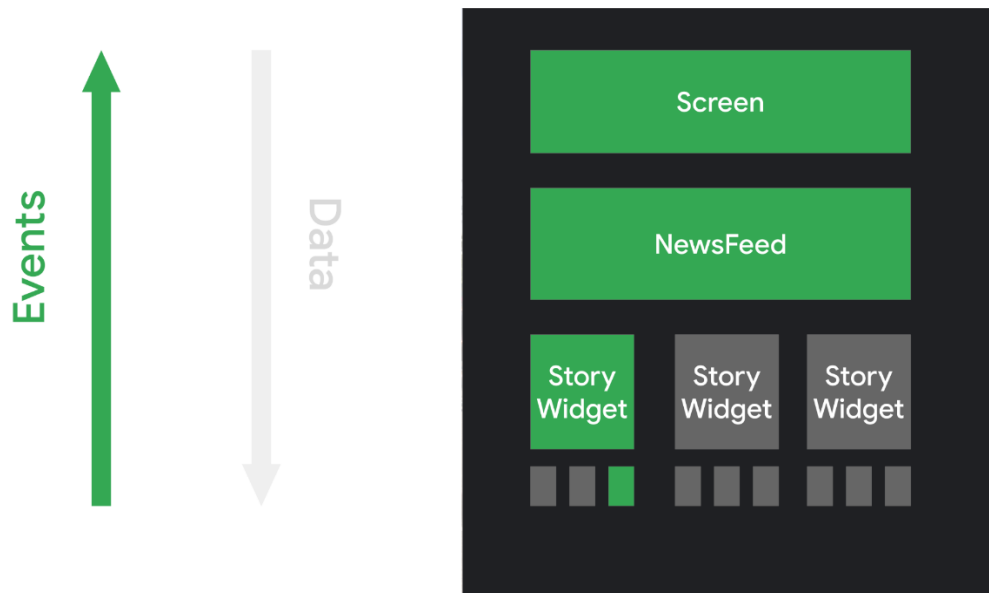 Events
Data
Screen
NewsFeed
Story
Widget
Story
Widget
Story
Widget